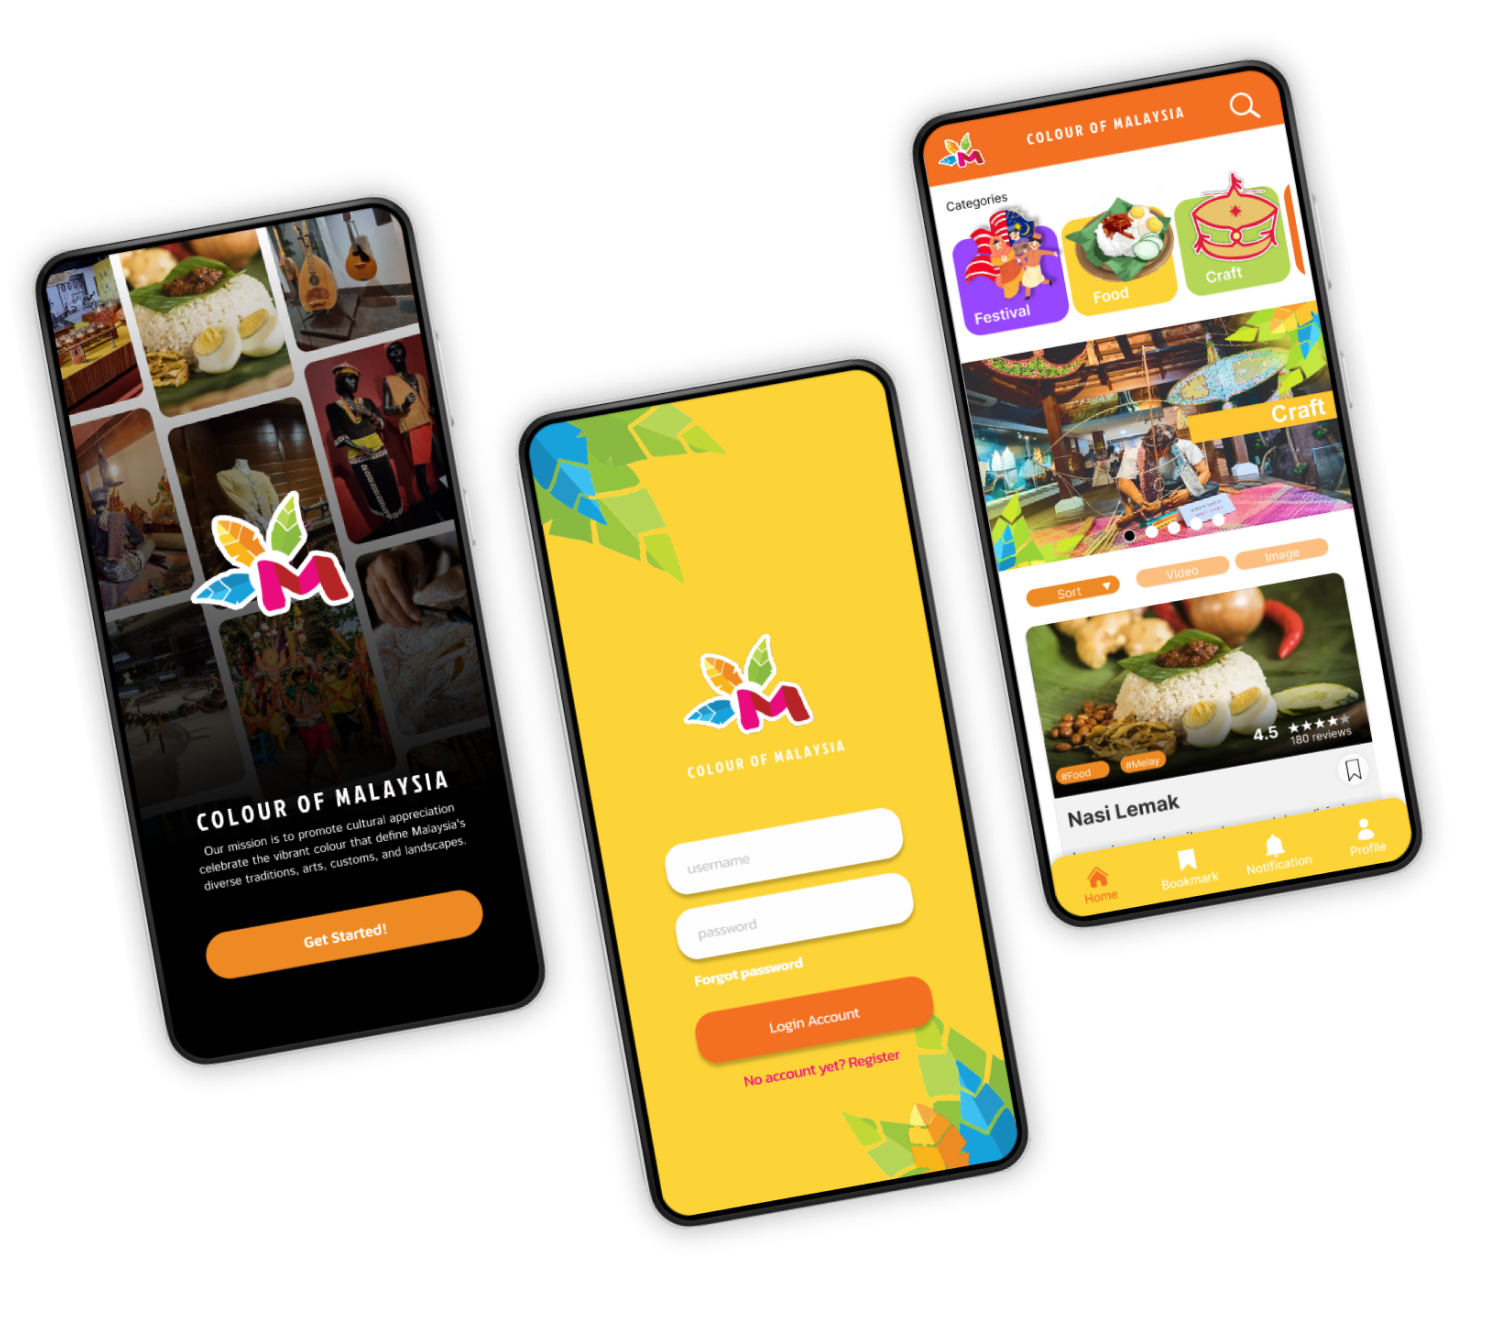 COLOUR OF MALAYSIA
Our mission is to promote cultural appreciation
celebrate the vibrant colour that define Malaysia's
diverse traditions, arts, customs, and landscapes.
Get Started!
COLOUR OF MALAYSIA
username
password
Forgot password
Login Account
No account yet? Register
COLOUR OF MALAYSIA
Categories
Festival
Food
Craft
Craft
Sort
Video
Image
4.5
180 reviews
#Food
#Melay
Nasi Lemak
Home
Bookmark
Notification
Profile